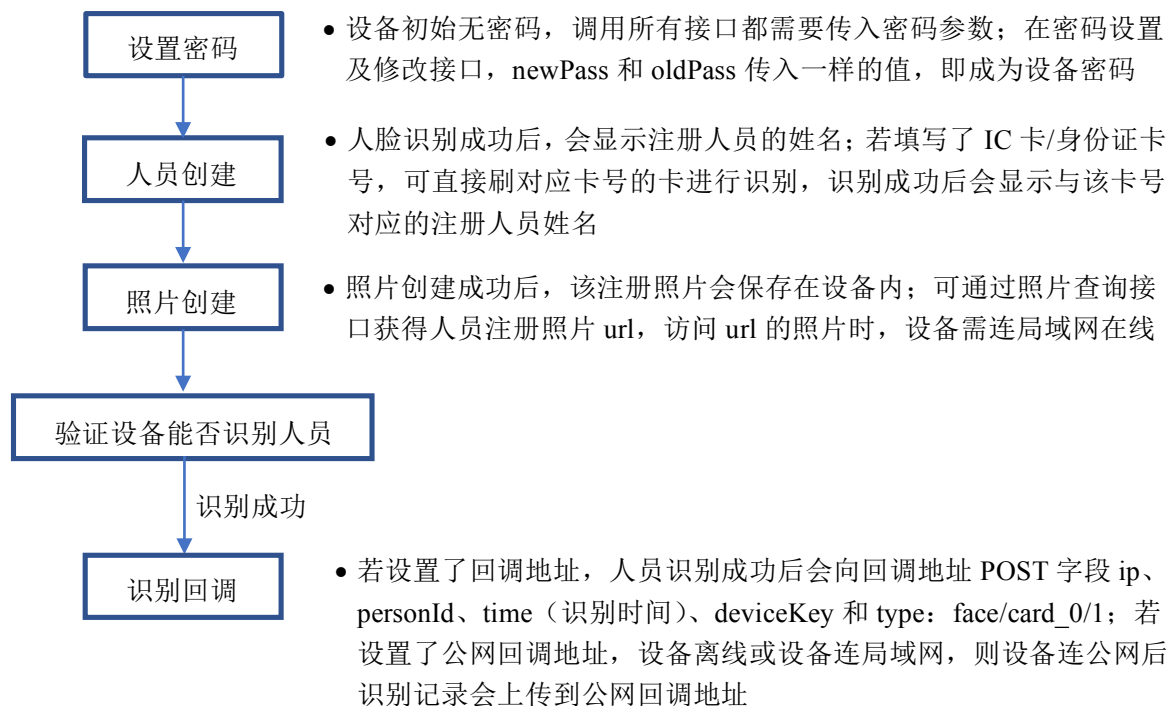 设置密码
• 设备初始无密码，调用所有接口都需要传入密码参数；在密码设置
及修改接口，newPass 和 oldPass 传入一样的值，即成为设备密码
人员创建
• 人脸识别成功后，会显示注册人员的姓名；若填写了 IC 卡/身份证卡
号，可直接刷对应卡号的卡进行识别，识别成功后会显示与该卡号
对应的注册人员姓名
照片创建
• 照片创建成功后，该注册照片会保存在设备内；可通过照片查询接
口获得人员注册照片 url，访问 url 的照片时，设备需连局域网在线
验证设备能否识别人员
识别成功
识别回调
• 若设置了回调地址，人员识别成功后会向回调地址 POST 字段 ip、
personId、time（识别时间）、deviceKey 和 type：face/card_0/1；若
设置了公网回调地址，设备离线或设备连局域网，则设备连公网后
识别记录会上传到公网回调地址